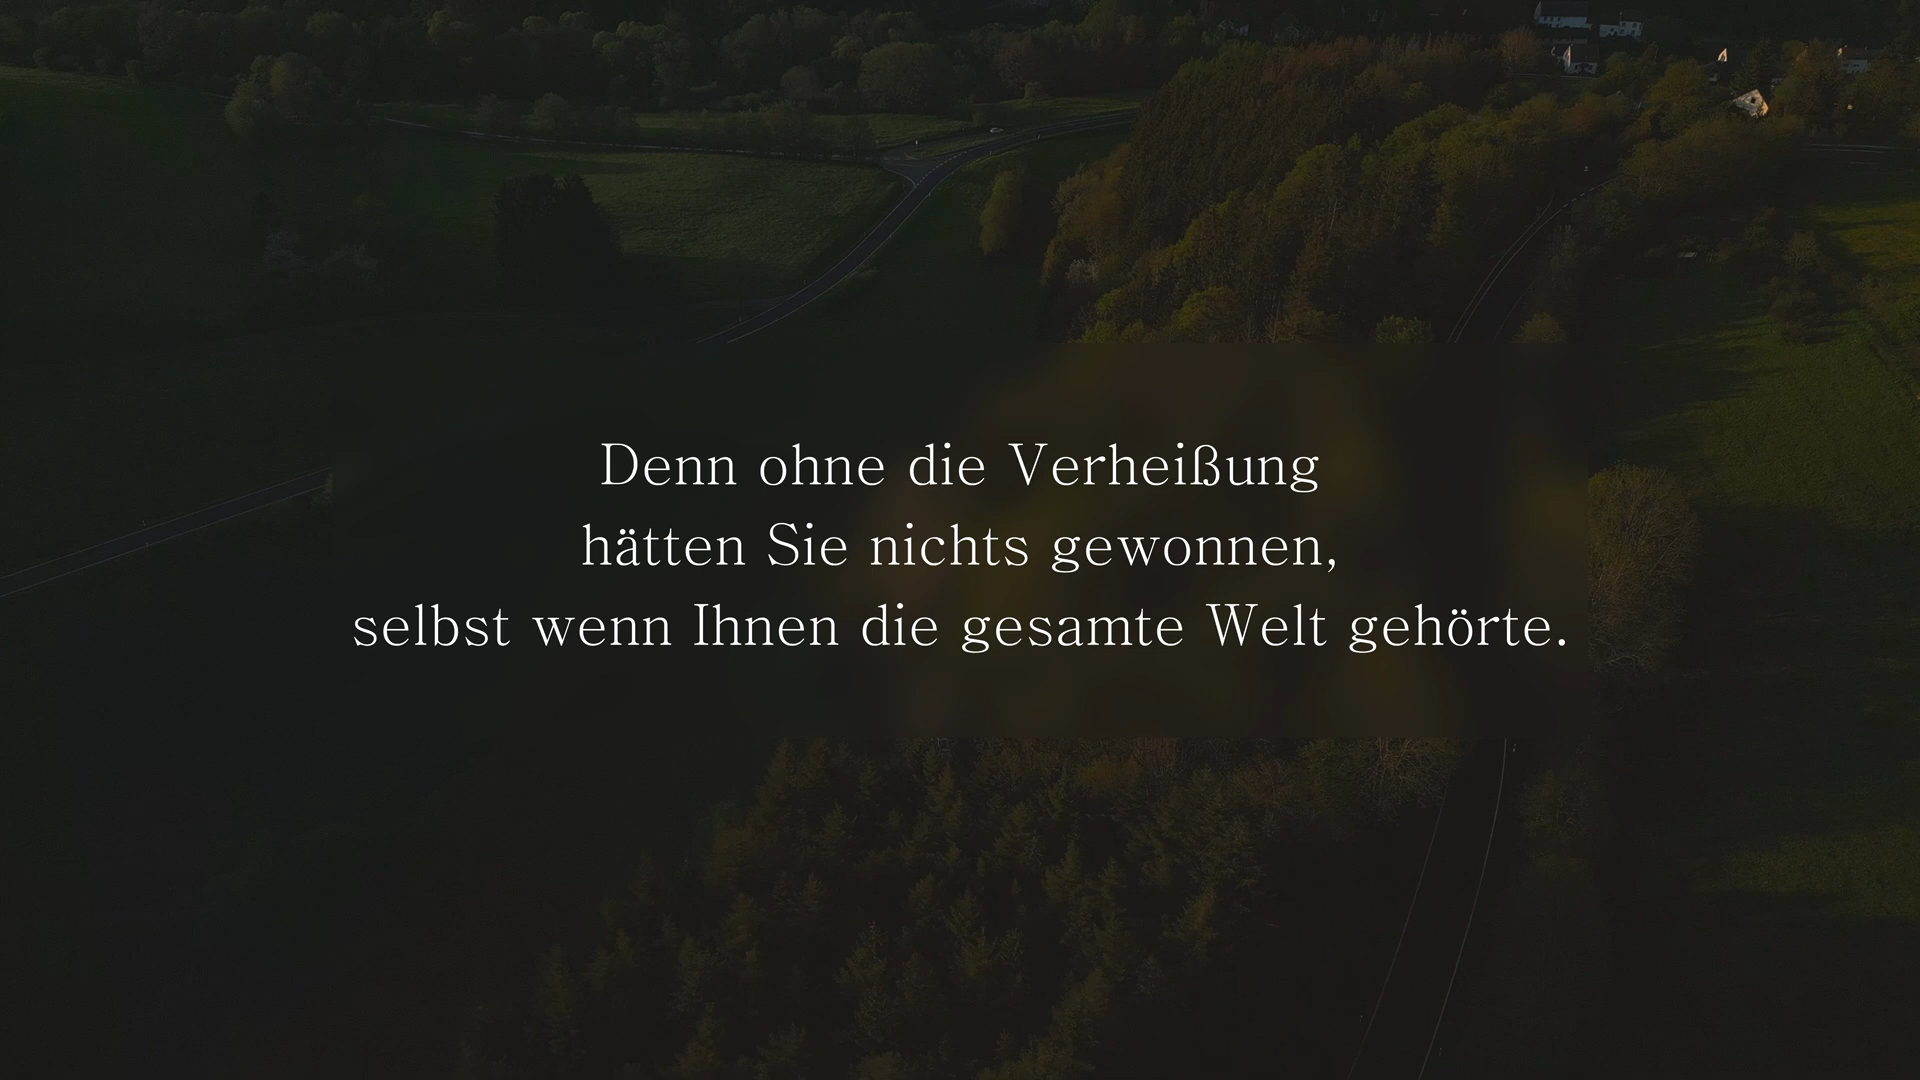 Denn ohne die Verheißung
hätten Sie nichts gewonnen,
selbst wenn Ihnen die gesamte Welt gehörte.